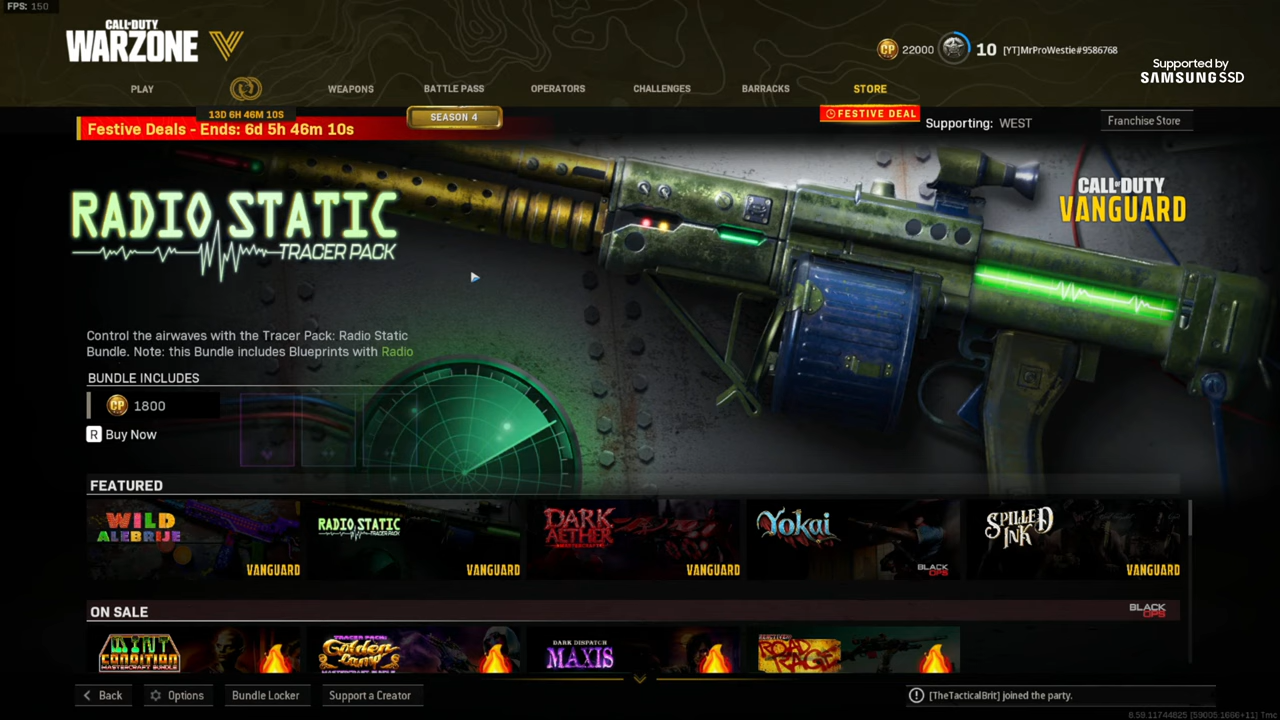 FPS: 150
CALL OF DUTY
WARZONE
CP 22000
10
[YT]MrProWestie#9586768
Supported by
SAMSUNG SSD
PLAY
WEAPONS
BATTLE PASS
OPERATORS
CHALLENGES
BARRACKS
STORE
13D 6H 46M 10S
SEASON 4
FESTIVE DEAL
Festive Deals - Ends: 6d 5h 46m 10s
Supporting: WEST
Franchise Store
RADIO STATIC
TRACER PACK
CALL OF DUTY
VANGUARD
Control the airwaves with the Tracer Pack: Radio Static
Bundle. Note: this Bundle includes Blueprints with Radio
BUNDLE INCLUDES
CP 1800
R Buy Now
FEATURED
WILD
ALEBRIJE
VANGUARD
RADIO STATIC
TRACER PACK
VANGUARD
DARK
AETHER
VANGUARD
Yokai
BLACK
OPS
SPILLED
INK
VANGUARD
ON SALE
BLACK
OPS
MINT
CONDITION
MASTERCRAFT BUNDLE
TRACER PACK:
Golden
Camp
MASTERCRAFT BUNDLE
DARK DISPATCH
MAXIS
ROAD
RAGE
Back
Options
Bundle Locker
Support a Creator
[TheTacticalBrit] joined the party.